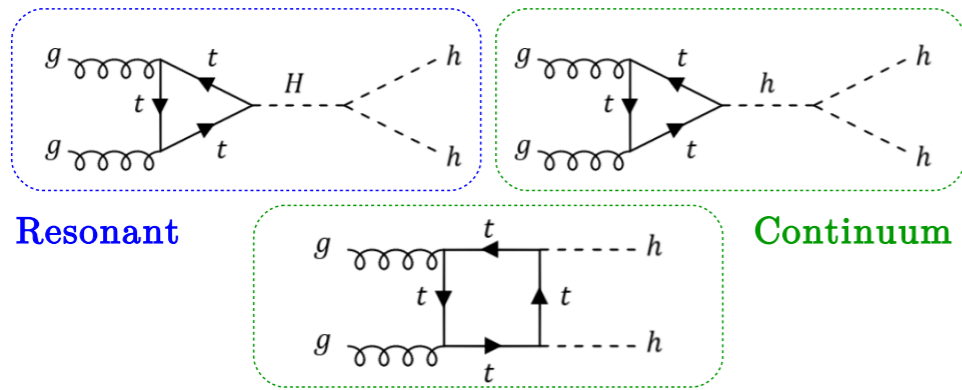 g t H h
t
g t h
g t h h
t
g t h
Resonant Continuum
g t h
t t
g h
t